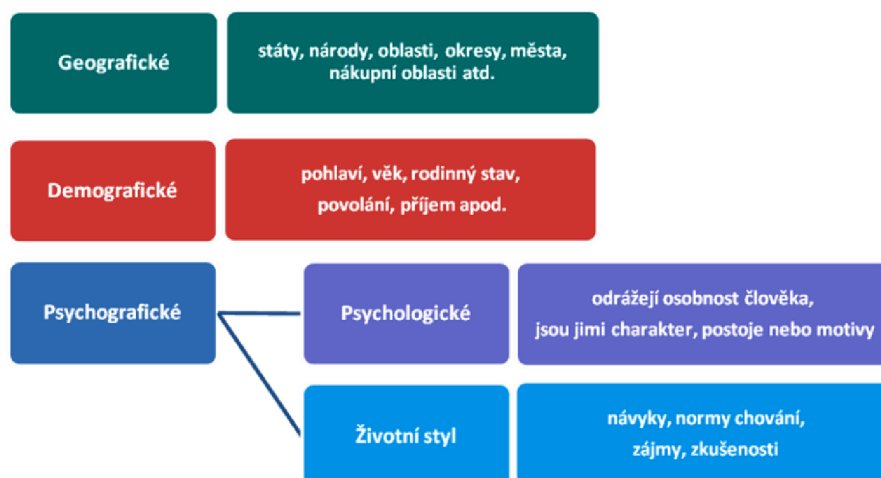 Geografické
státy, národy, oblasti, okresy, města,
nákupní oblasti atd.
Demografické
pohlaví, věk, rodinný stav,
povolání, příjem apod.
Psychografické
Psychologické
odrážejí osobnost člověka,
jsou jimi charakter, postoje nebo motivy
Životní styl
návyky, normy chování,
zájmy, zkušenosti